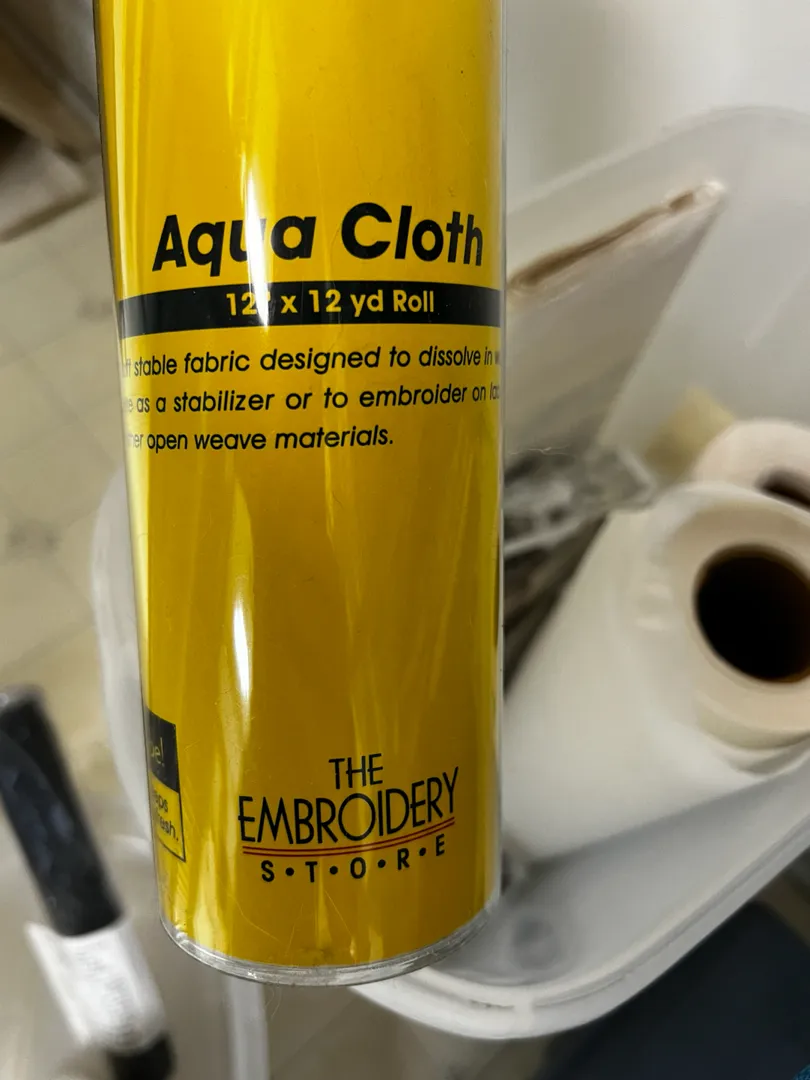 Aqua Cloth
12" x 12 yd Roll
stable fabric designed to dissolve in
as a stabilizer or to embroider on
open weave materials.
THE
EMBROIDERY
S•T•O•R•E